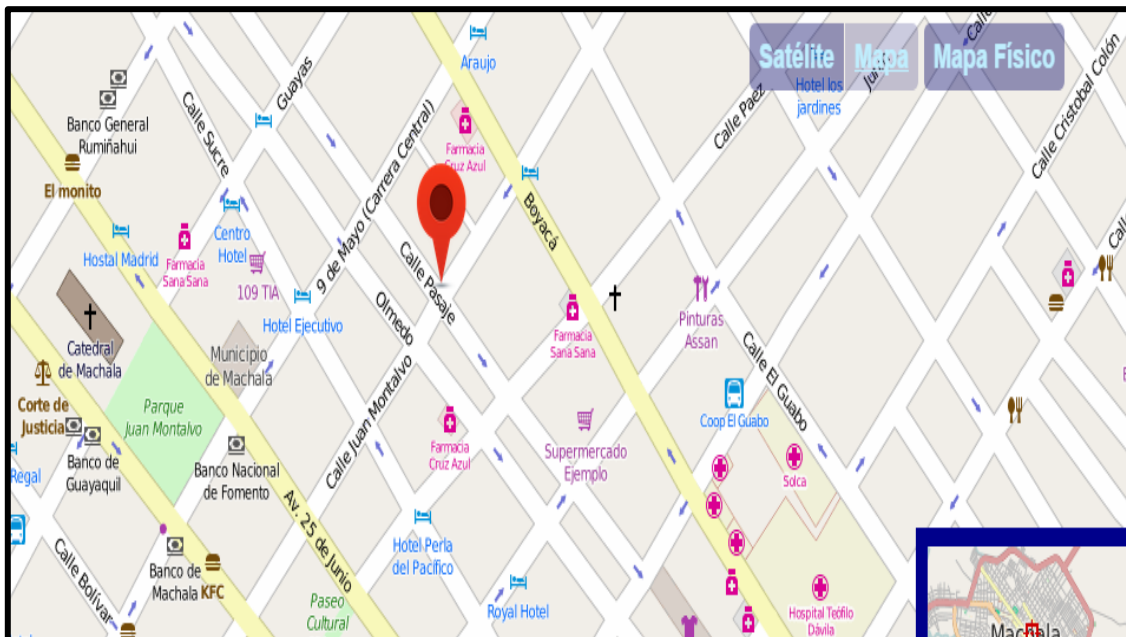 Satélite
Mapa
Mapa Físico
Araujo
Hotel los
jardines
Calle Cristobal Colón
Guayas
Calle Paez
Banco General
Rumiñahui
Calle Sucre
Farmacia
Cruz Azul
9 de Mayo (Carrera Central)
El monito
Boyacá
Centro
Hotel
Hostal Madrid
Farmacia
Sana Sana
109 TIA
Calle Pasaje
Olmedo
Hotel Ejecutivo
Pinturas
Assan
Farmacia
Sana Sana
Catedral
de Machala
Municipio
de Machala
Calle El Guabo
Corte de
Justicia
Parque
Juan Montalvo
Calle Juan Montalvo
Coop El Guabo
Farmacia
Cruz Azul
Supermercado
Ejemplo
Banco de
Guayaquil
Banco Nacional
de Fomento
Regal
Solca
Av. 25 de Junio
Hotel Perla
del Pacífico
Calle Bolívar
Banco de
Machala
KFC
Paseo
Cultural
Royal Hotel
Hospital Teófilo
Dávila
Machala